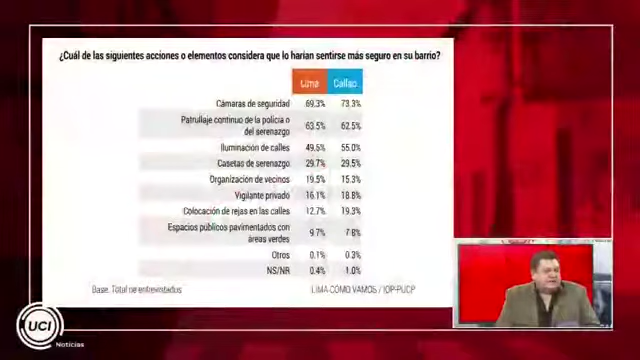 ¿Cuál de las siguientes acciones o elementos considera que lo harían sentirse más seguro en su barrio?
Lima Callao
Cámaras de seguridad 69.3% 73.3%
Patrullaje continuo de la policía o
del serenazgo 63.5% 62.5%
Iluminación de calles 49.5% 55.0%
Casetas de serenazgo 29.7% 29.5%
Organización de vecinos 19.5% 15.3%
Vigilante privado 16.1% 18.8%
Colocación de rejas en las calles 12.7% 19.3%
Espacios públicos pavimentados con
áreas verdes 9.7% 7.8%
Otros 0.1% 0.3%
NS/NR 0.4% 1.0%
Base: Total de entrevistados LIMA CÓMO VAMOS / IOP-PUCP
UCI
Noticias